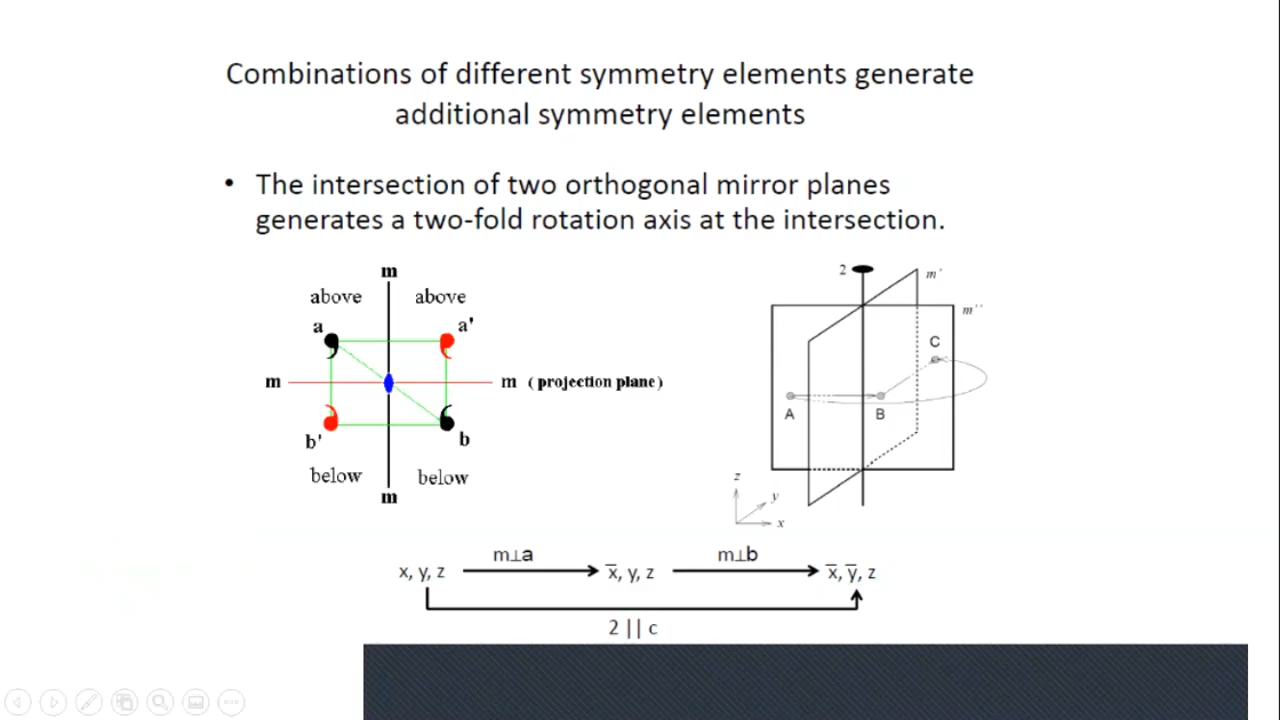 Combinations of different symmetry elements generate
additional symmetry elements
• The intersection of two orthogonal mirror planes
generates a two-fold rotation axis at the intersection.
m
above above
a a'
m m ( projection plane)
b' b
below below
m
2 m'
m''
C
A B
z
y
x
m⊥a m⊥b
x, y, z x̅, y, z x̅, y̅, z
2 || c